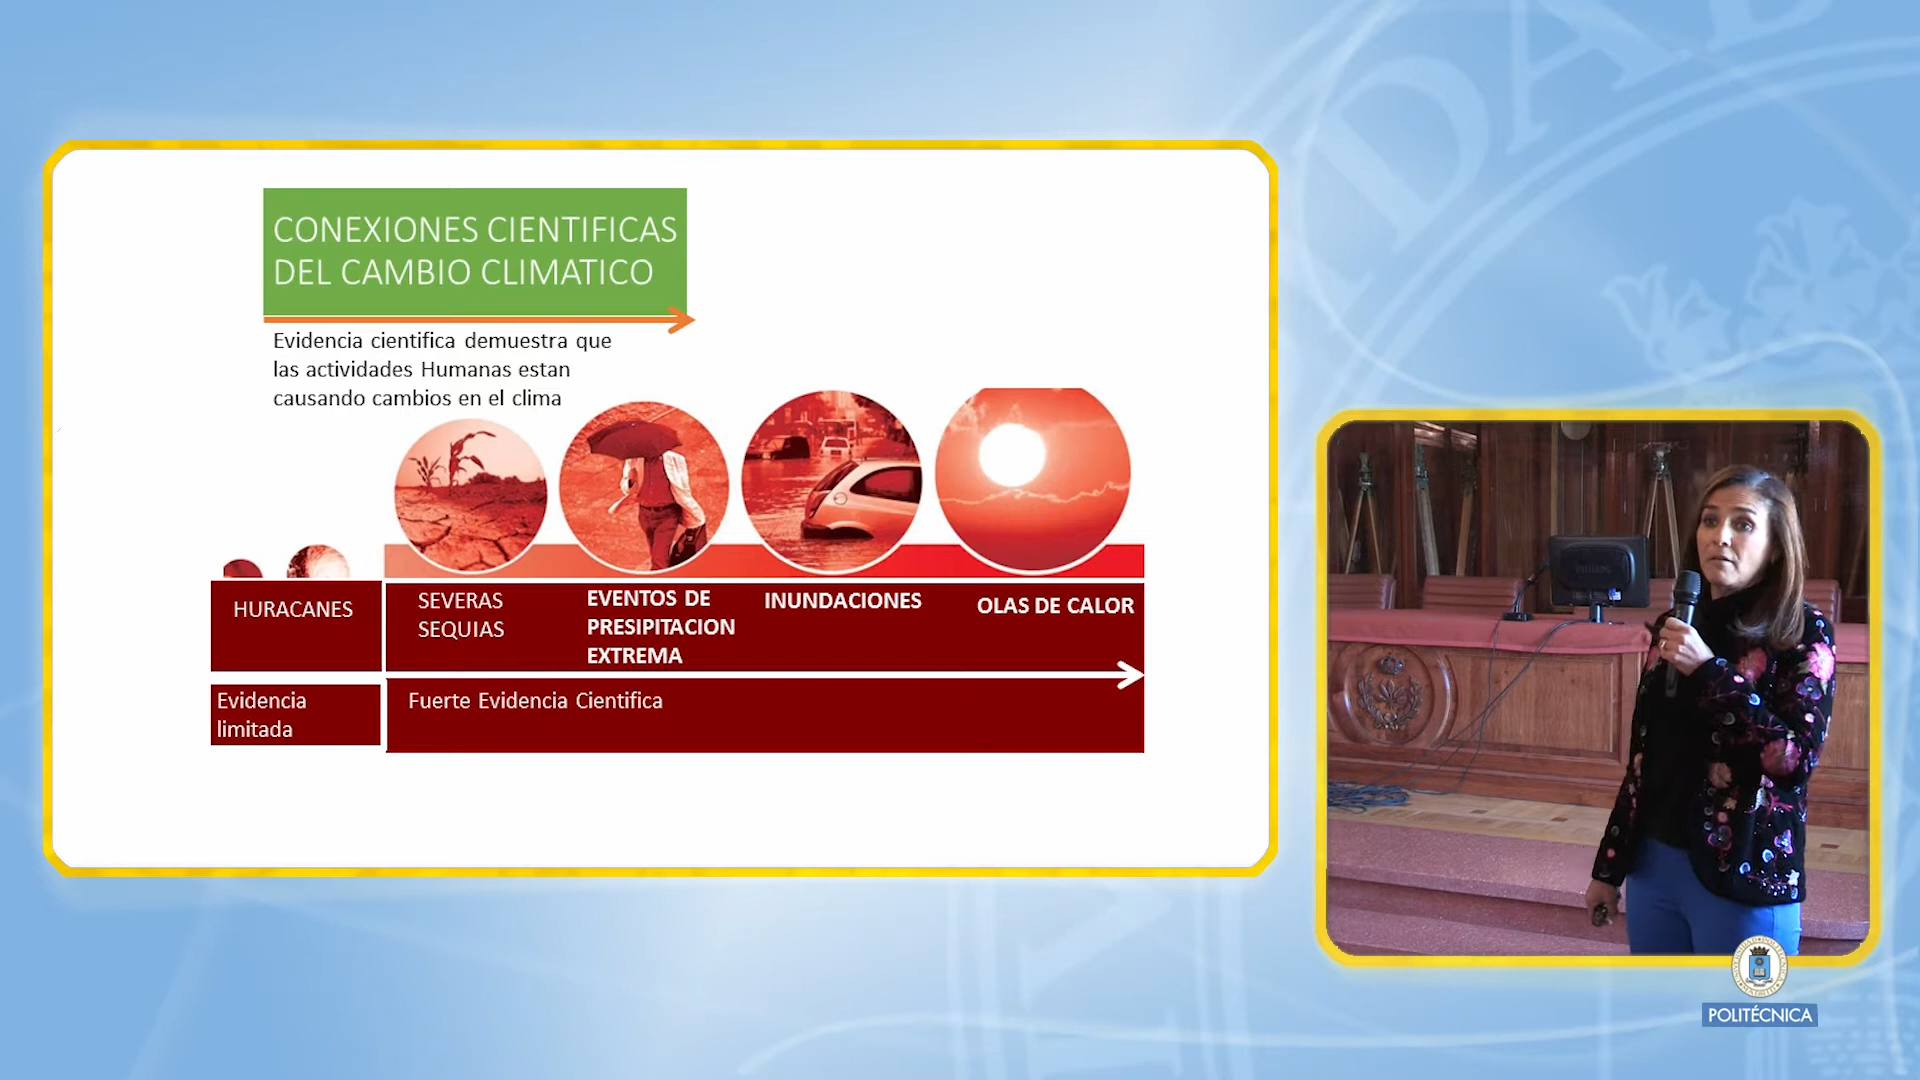 CONEXIONES CIENTIFICAS
DEL CAMBIO CLIMATICO
Evidencia cientifica demuestra que
las actividades Humanas estan
causando cambios en el clima
HURACANES
SEVERAS
SEQUIAS
EVENTOS DE
PRESIPITACION
EXTREMA
INUNDACIONES
OLAS DE CALOR
Evidencia
limitada
Fuerte Evidencia Cientifica
POLITÉCNICA